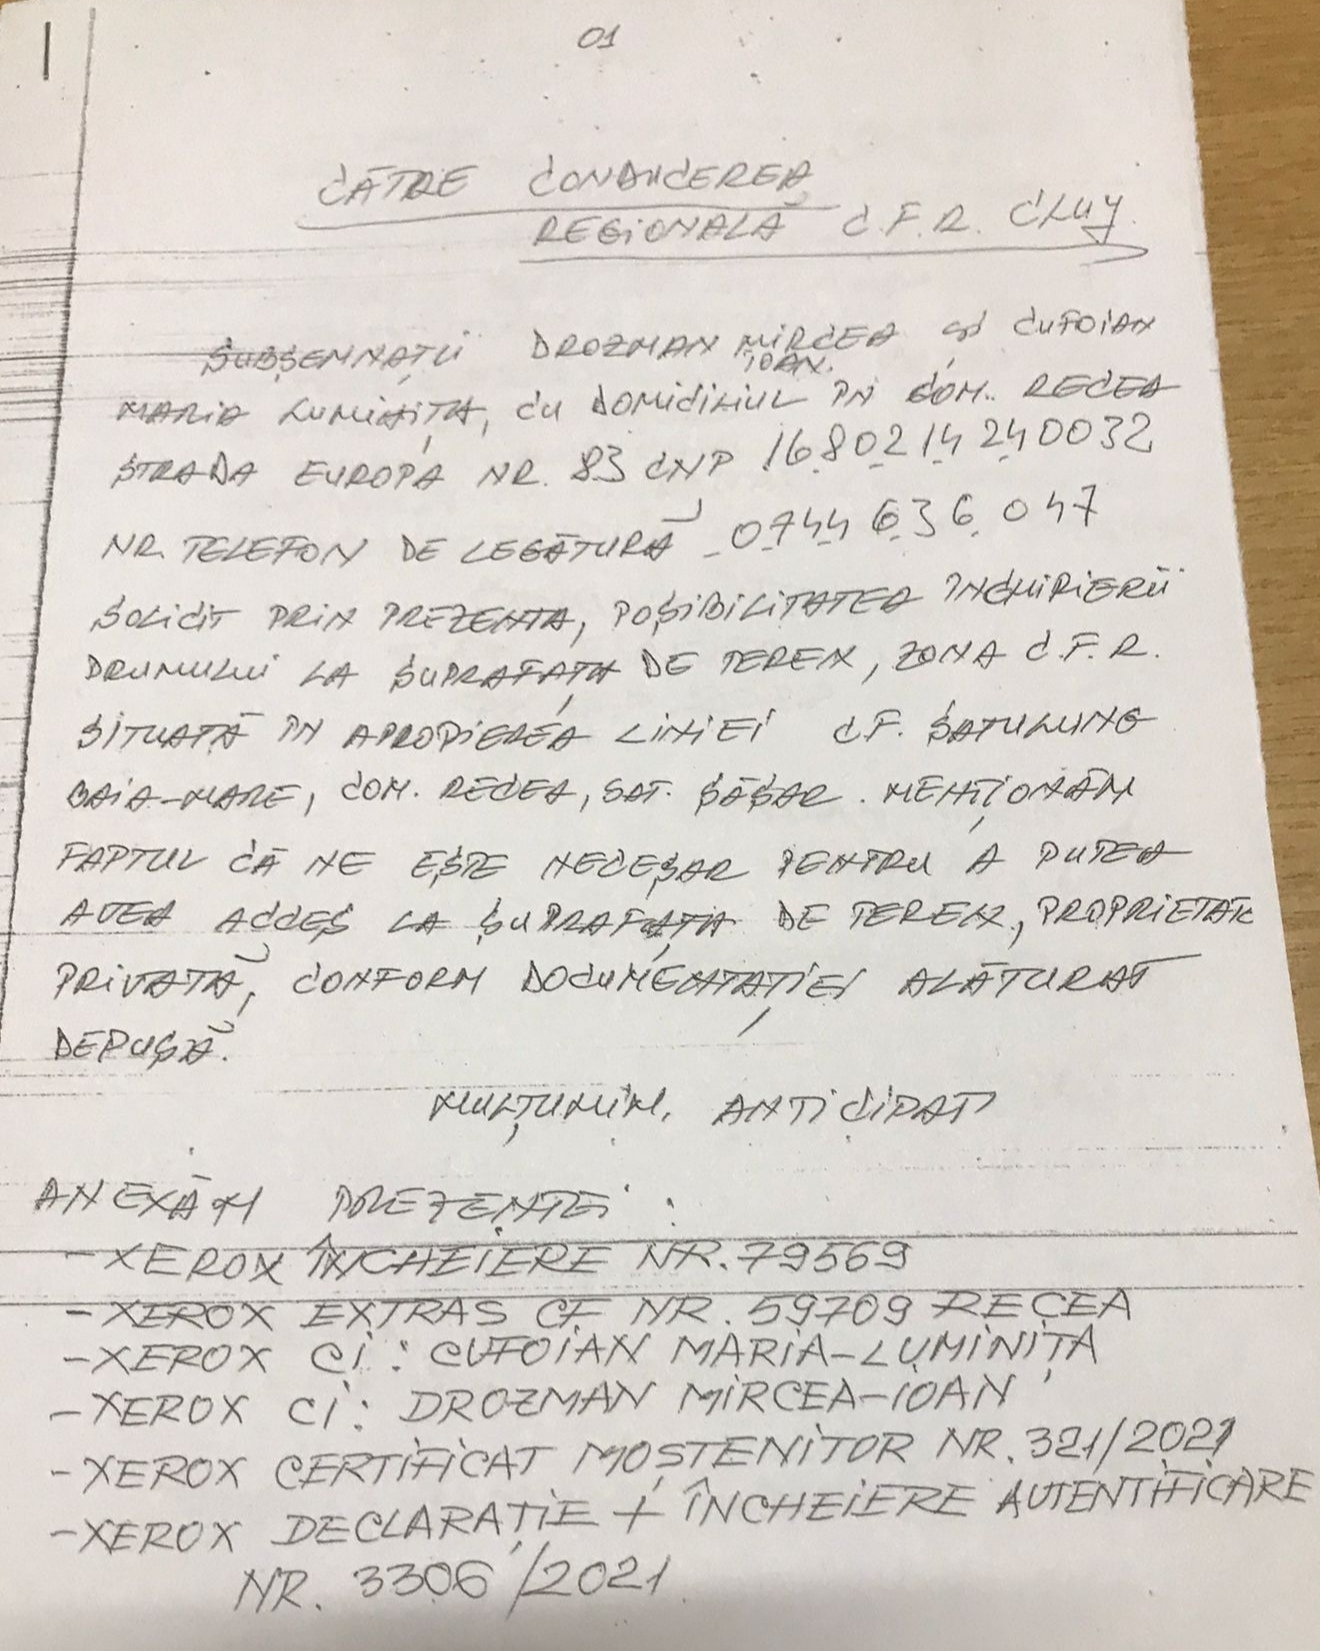 01
CĂTRE CONDUCEREA
REGIONALĂ C.F.R. CLUJ.
SUBSEMNAȚII DROZMAN MIRCEA și CUFOIAN
IOAN.
MARIA LUMINIȚA, CU DOMICILIUL ÎN COM. RECEA
STRADA EUROPA NR. 83 CNP 1680214240032
NR. TELEFON DE LEGĂTURĂ 0744 636 047
SOLICIT PRIN PREZENTA, POSIBILITATEA ÎNCHIRIERII
DRUMULUI LA SUPRAFAȚA DE TEREN, ZONA C.F.R.
SITUATĂ ÎN APROPIEREA LINIEI C.F. SATULUNG
BAIA-MARE, COM. RECEA, SAT. SĂSAR. MENȚIONĂM
FAPTUL CĂ NE ESTE NECESAR PENTRU A PUTEA
AVEA ACCES LA SUPRAFAȚA DE TEREN, PROPRIETATE
PRIVATĂ, CONFORM DOCUMENTAȚIEI ALĂTURAT
DEPUSĂ.
MULȚUMIM. ANTICIPAT
ANEXĂM PREZENTEI :
- XEROX ÎNCHEIERE NR. 79569
- XEROX EXTRAS CF NR. 59709 RECEA
- XEROX CI : CUFOIAN MARIA-LUMINIȚA
- XEROX CI : DROZMAN MIRCEA-IOAN
- XEROX CERTIFICAT MOȘTENITOR NR. 321/2021
- XEROX DECLARAȚIE + ÎNCHEIERE AUTENTIFICARE
NR. 3306/2021